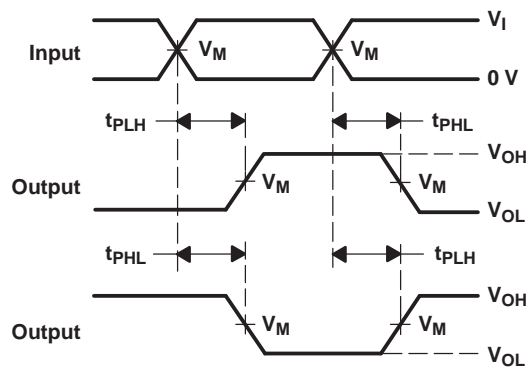 V_I
Input V_M V_M
0 V
t_PLH t_PHL
V_OH
Output V_M V_M
V_OL
t_PHL t_PLH
V_OH
Output V_M V_M
V_OL